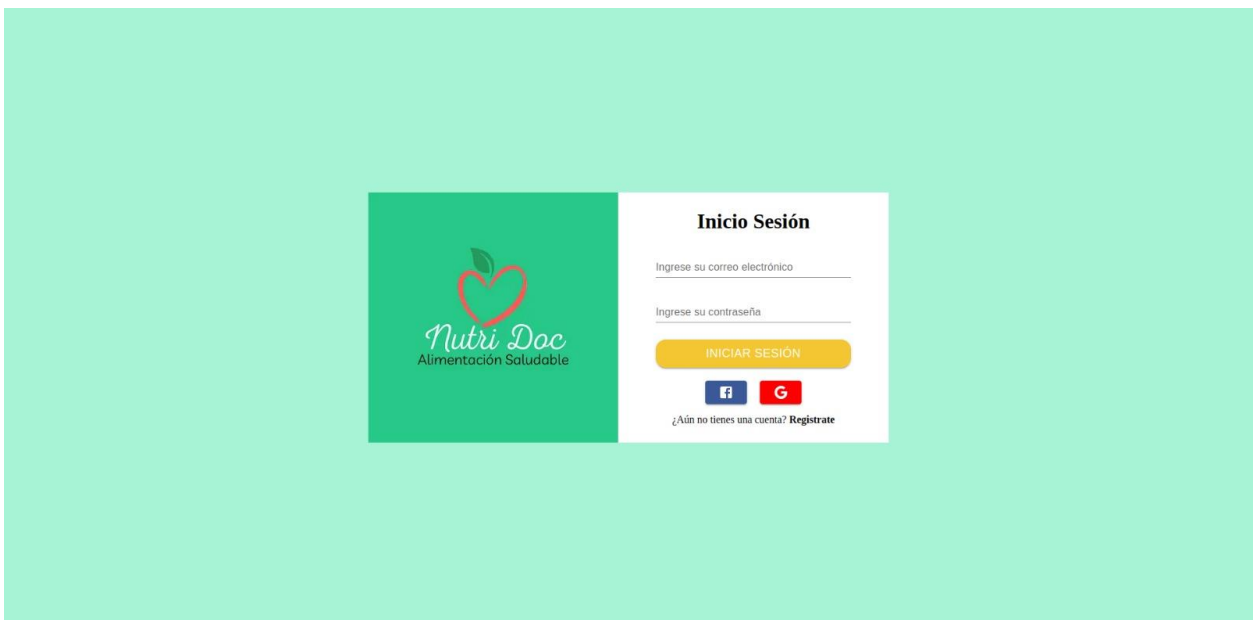 Nutri Doc
Alimentación Saludable
Inicio Sesión
Ingrese su correo electrónico
Ingrese su contraseña
INICIAR SESIÓN
G
¿Aún no tienes una cuenta? Registrate